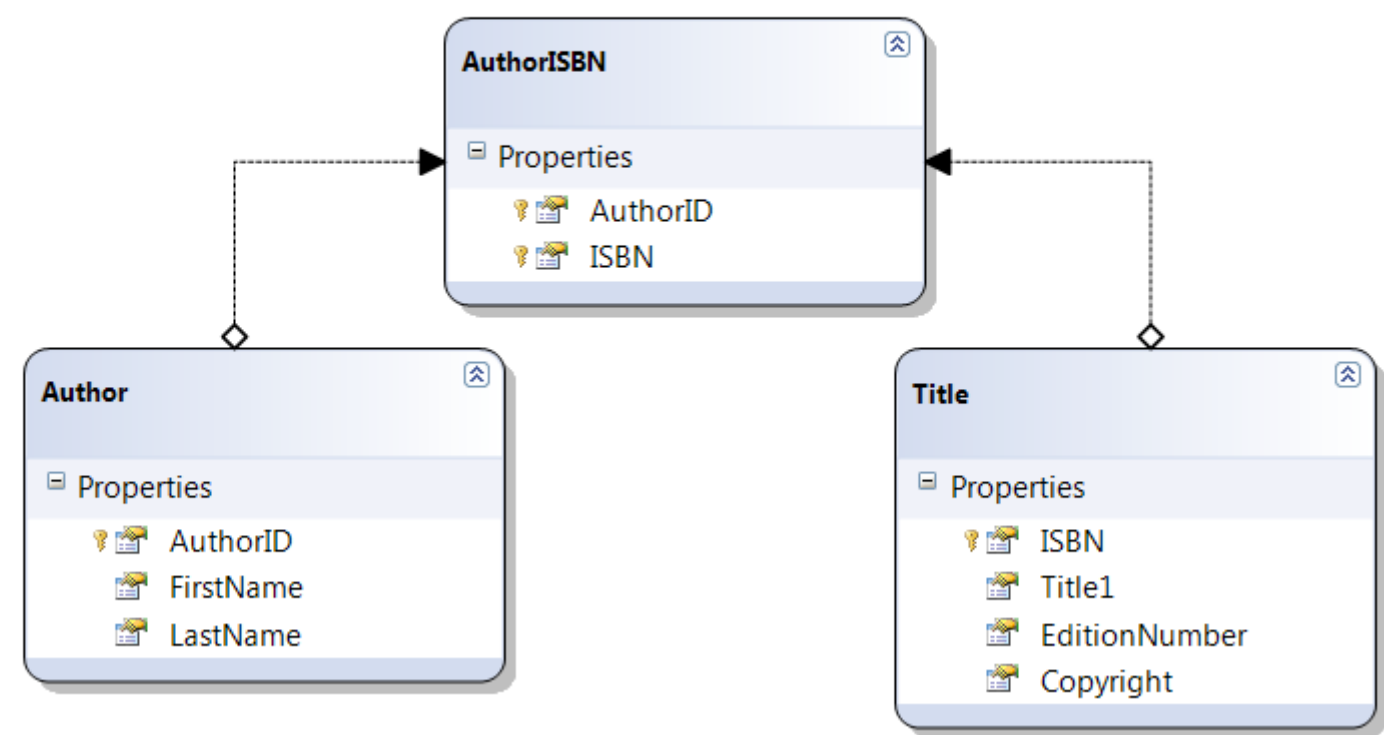 AuthorISBN
Properties
AuthorID
ISBN
Author
Properties
AuthorID
FirstName
LastName
Title
Properties
ISBN
Title1
EditionNumber
Copyright